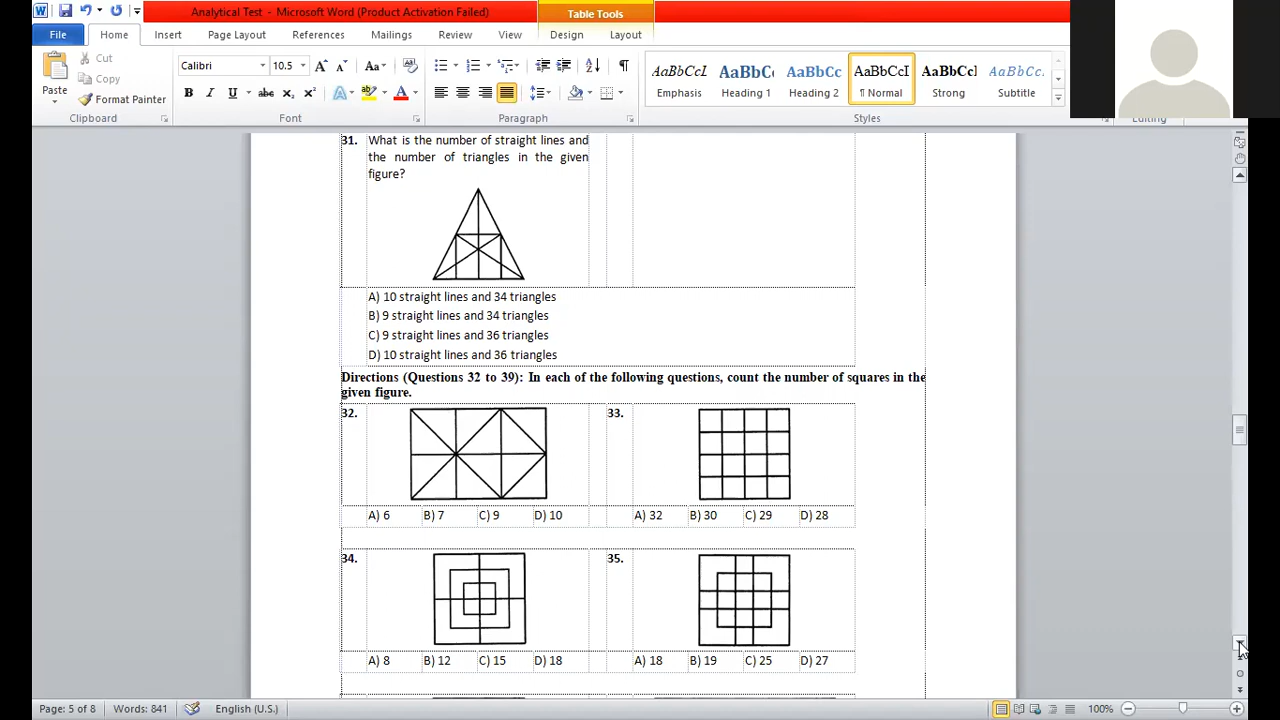 Analytical Test - Microsoft Word (Product Activation Failed)
Table Tools
File
Home
Insert
Page Layout
References
Mailings
Review
View
Design
Layout
Paste
Cut
Copy
Format Painter
Clipboard
Calibri
10.5
Font
Paragraph
AaBbCcI
Emphasis
AaBbCc
Heading 1
AaBbCc
Heading 2
AaBbCcI
¶ Normal
AaBbCcI
Strong
AaBbCc.
Subtitle
Styles
Editing
31. What is the number of straight lines and
the number of triangles in the given
figure?
A) 10 straight lines and 34 triangles
B) 9 straight lines and 34 triangles
C) 9 straight lines and 36 triangles
D) 10 straight lines and 36 triangles
Directions (Questions 32 to 39): In each of the following questions, count the number of squares in the
given figure.
32. 33.
A) 6 B) 7 C) 9 D) 10 A) 32 B) 30 C) 29 D) 28
34. 35.
A) 8 B) 12 C) 15 D) 18 A) 18 B) 19 C) 25 D) 27
Page: 5 of 8 Words: 841 English (U.S.) 100%